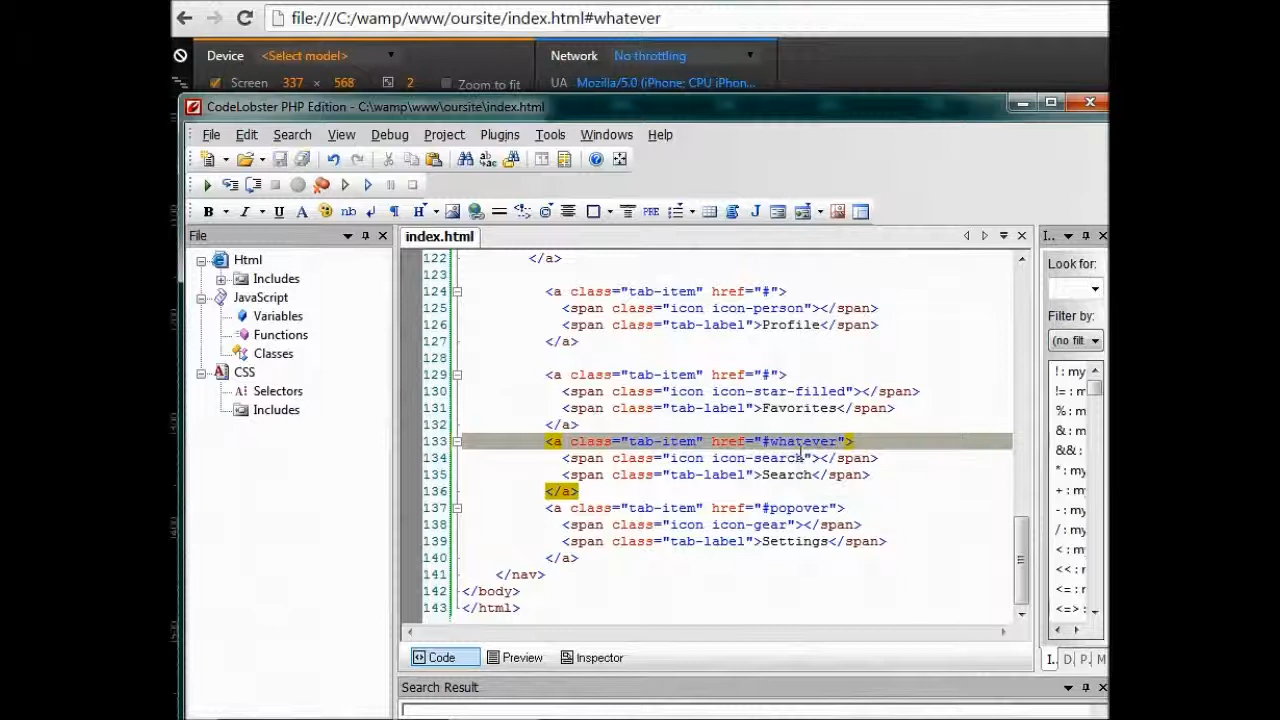 file:///C:/wamp/www/oursite/index.html#whatever
Device <Select model> Network No throttling
Screen 337 × 568 2 Zoom to fit UA Mozilla/5.0 (iPhone; CPU iPhon...
CodeLobster PHP Edition - C:\wamp\www\oursite\index.html
File Edit Search View Debug Project Plugins Tools Windows Help
B I U A nb ¶ H PRE J
File
index.html
I..
Html
Includes
JavaScript
Variables
Functions
Classes
CSS
Selectors
Includes
122 </a>
123
124 <a class="tab-item" href="#">
125 <span class="icon icon-person"></span>
126 <span class="tab-label">Profile</span>
127 </a>
128
129 <a class="tab-item" href="#">
130 <span class="icon icon-star-filled"></span>
131 <span class="tab-label">Favorites</span>
132 </a>
133 <a class="tab-item" href="#whatever">
134 <span class="icon icon-search"></span>
135 <span class="tab-label">Search</span>
136 </a>
137 <a class="tab-item" href="#popover">
138 <span class="icon icon-gear"></span>
139 <span class="tab-label">Settings</span>
140 </a>
141 </nav>
142 </body>
143 </html>
Look for:
Filter by:
(no filt
! : my
!= : m
% : m
& : m
&& :
* : my
+ : m
- : my
/ : my
< : m
<< : r
<= : m
<=> :
Code Preview Inspector
I.. D. P. M
Search Result